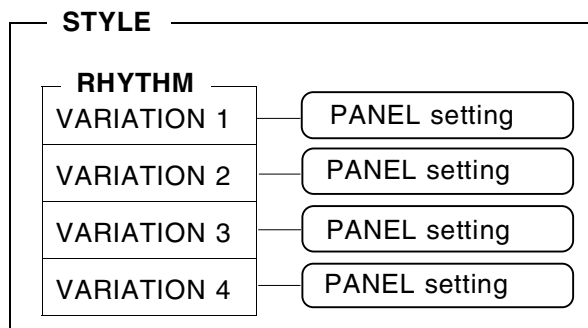 STYLE
RHYTHM
VARIATION 1 PANEL setting
VARIATION 2 PANEL setting
VARIATION 3 PANEL setting
VARIATION 4 PANEL setting